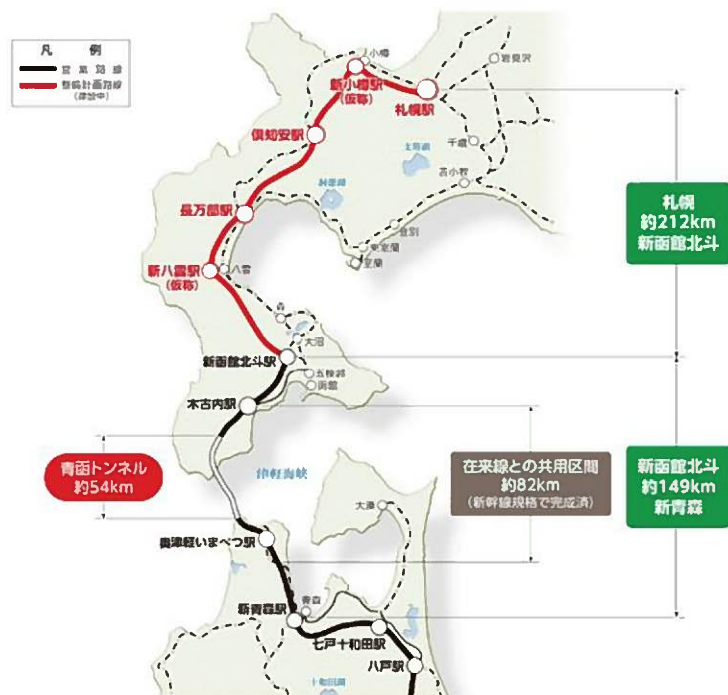 凡 例
営業路線
整備計画路線
(建設中)
小樽
岩見沢
新小樽駅
(仮称)
札幌駅
倶知安駅
千歳
支笏湖
苫小牧
洞爺湖
長万部駅
登別
東室蘭
室蘭
札幌
約212km
新函館北斗
新八雲駅
(仮称)
八雲
森
大沼
新函館北斗駅
五稜郭
函館
木古内駅
青函トンネル
約54km
津軽海峡
在来線との共用区間
約82km
(新幹線規格で完成済)
新函館北斗
約149km
新青森
大湊
奥津軽いまべつ駅
青森
新青森駅
七戸十和田駅
八戸駅
十和田湖